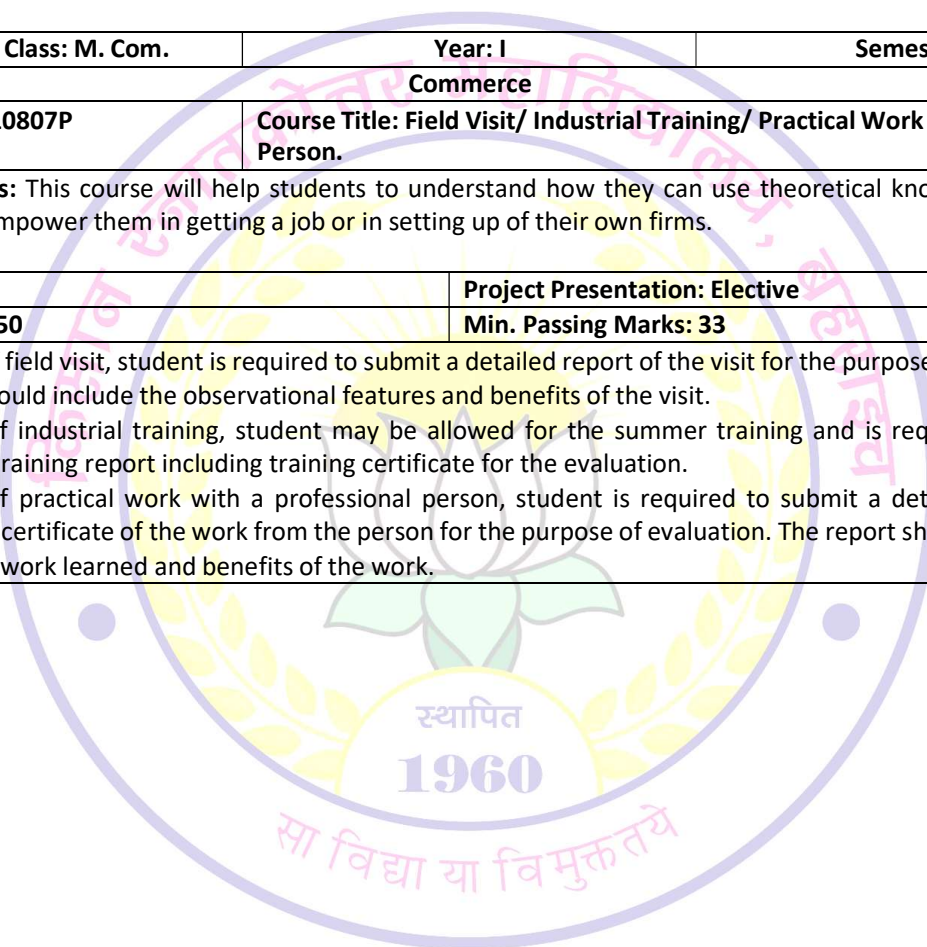 Class: M. Com. Year: I Semes
Commerce
0807P Course Title: Field Visit/ Industrial Training/ Practical Work
Person.
s: This course will help students to understand how they can use theoretical kno
mpower them in getting a job or in setting up of their own firms.
Project Presentation: Elective
50 Min. Passing Marks: 33
field visit, student is required to submit a detailed report of the visit for the purpose
ould include the observational features and benefits of the visit.
f industrial training, student may be allowed for the summer training and is req
raining report including training certificate for the evaluation.
f practical work with a professional person, student is required to submit a det
certificate of the work from the person for the purpose of evaluation. The report sh
work learned and benefits of the work.
किसान स्नातकोत्तर महाविद्यालय, बहराइच
स्थापित
1960
सा विद्या या विमुक्तये